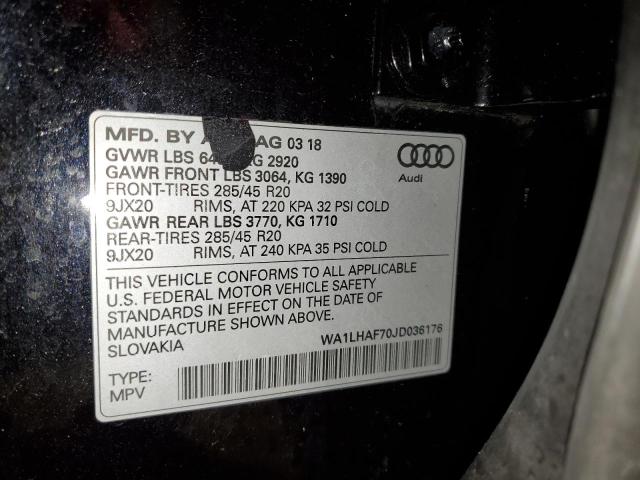 MFD. BY AG 03 18
GVWR LBS KG 2920
GAWR FRONT LBS 3064, KG 1390
FRONT-TIRES 285/45 R20
9JX20 RIMS, AT 220 KPA 32 PSI COLD
GAWR REAR LBS 3770, KG 1710
REAR-TIRES 285/45 R20
9JX20 RIMS, AT 240 KPA 35 PSI COLD
Audi
THIS VEHICLE CONFORMS TO ALL APPLICABLE
U.S. FEDERAL MOTOR VEHICLE SAFETY
STANDARDS IN EFFECT ON THE DATE OF
MANUFACTURE SHOWN ABOVE.
SLOVAKIA
WA1LHAF70JD036176
TYPE:
MPV